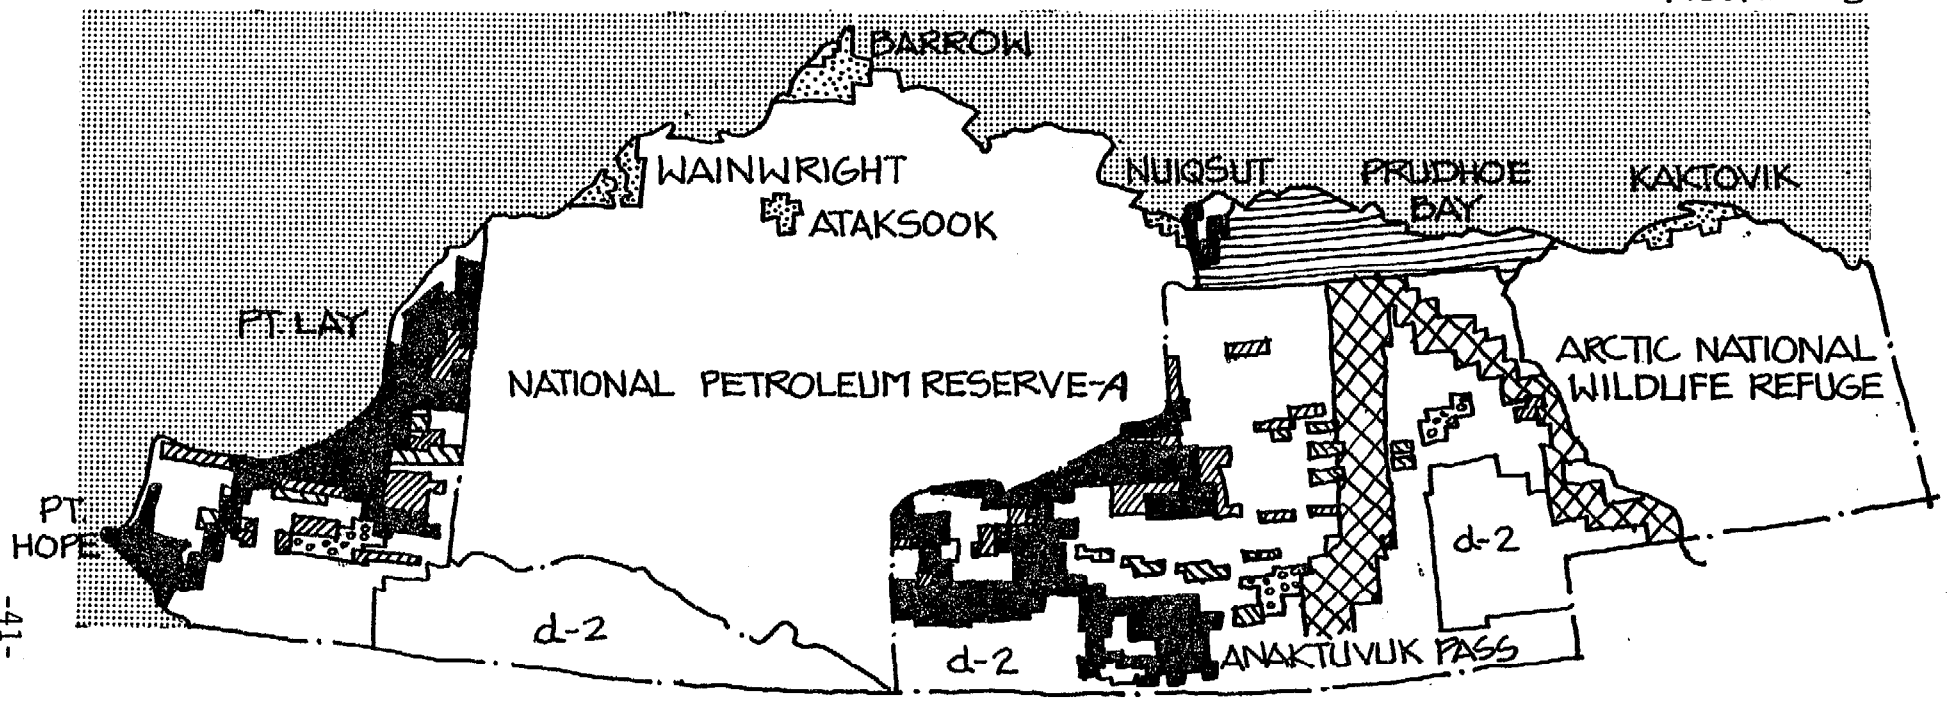 BARROW
WAINWRIGHT
ATAKSOOK
NUIQSUT
PRUDHOE
BAY
KAKTOVIK
PT. LAY
NATIONAL PETROLEUM RESERVE-A
ARCTIC NATIONAL
WILDLIFE REFUGE
PT
HOPE
d-2
d-2
d-2
ANAKTUVUK PASS
-41-